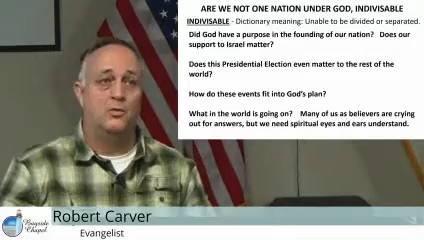 ARE WE NOT ONE NATION UNDER GOD, INDIVISABLE
INDIVISABLE - Dictionary meaning: Unable to be divided or separated.
Did God have a purpose in the founding of our nation? Does our
support to Israel matter?
Does this Presidential Election even matter to the rest of the
world?
How do these events fit into God's plan?
What in the world is going on? Many of us as believers are crying
out for answers, but we need spiritual eyes and ears understand.
Bayside
Chapel
Robert Carver
Evangelist